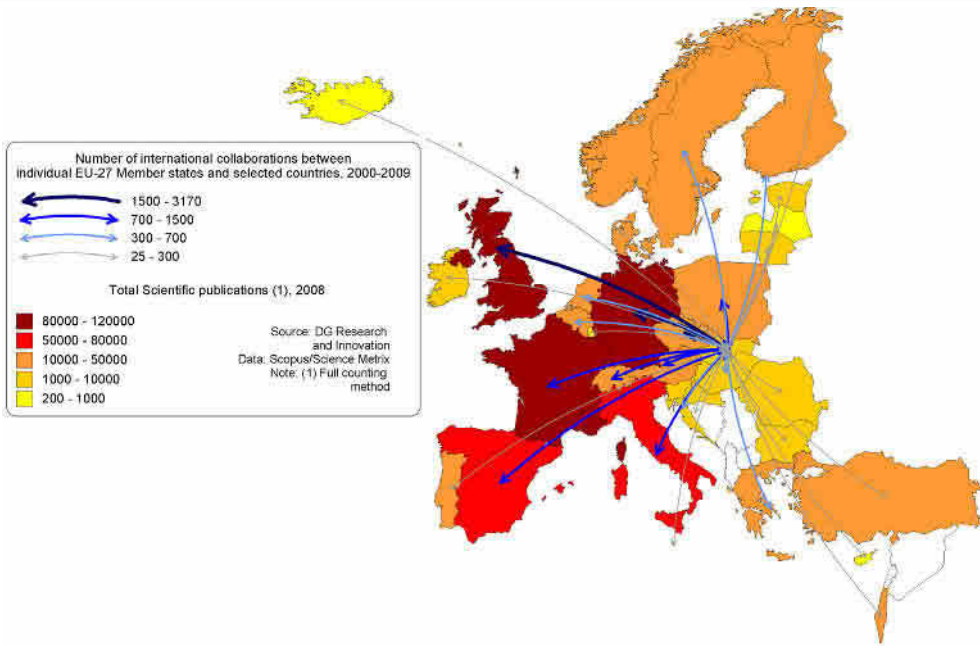 Number of international collaborations between
individual EU-27 Member states and selected countries, 2000-2009
1500 - 3170
700 - 1500
300 - 700
25 - 300
Total Scientific publications (1), 2008
80000 - 120000
50000 - 80000
10000 - 50000
1000 - 10000
200 - 1000
Source: DG Research
and Innovation
Data: Scopus/Science Metrix
Note: (1) Full counting
method